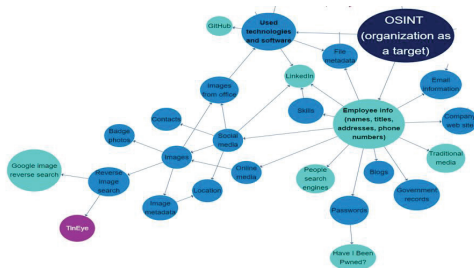 GitHub
Used
technologies
and software
OSINT
(organization as
a target)
File
metadata
LinkedIn
Email
information
Images
from office
Skills
Employee info
(names, titles,
addresses, phone
numbers)
Company
web site
Contacts
Badge
photos
Social
media
Traditional
media
Images
Google Image
reverse search
Reverse
image search
Online
media
People
search
engines
Blogs
Government
records
Image
metadata
Location
Passwords
TinEye
Have I Been
Pwned?